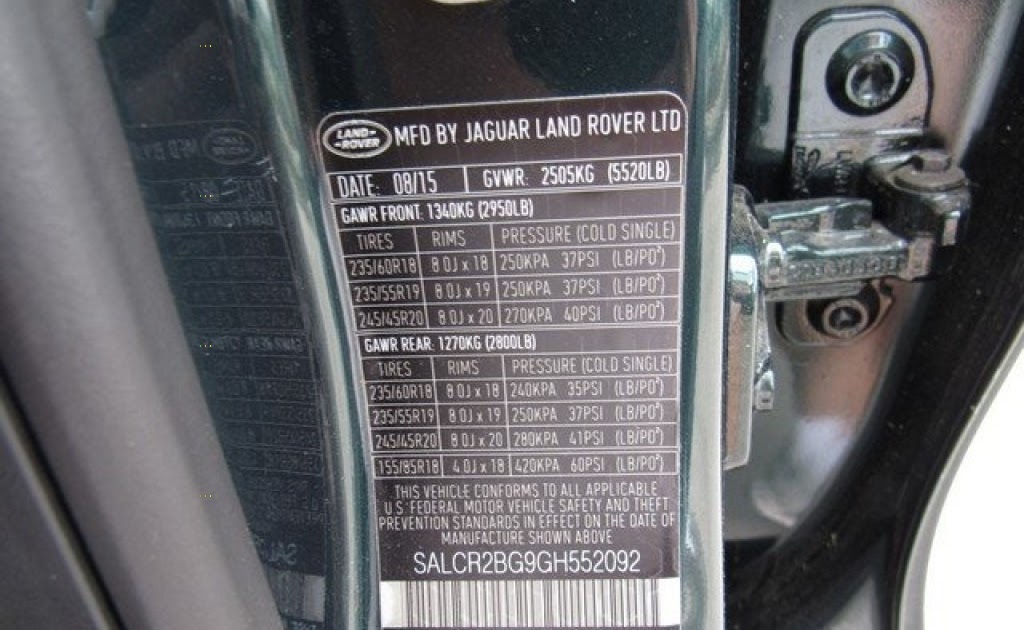 LAND-
-ROVER
MFD BY JAGUAR LAND ROVER LTD
DATE: 08/15 GVWR: 2505KG (5520LB)
GAWR FRONT: 1340KG (2950LB)
TIRES RIMS PRESSURE (COLD SINGLE)
235/60R18 8.0J x 18 250KPA 37PSI (LB/PO²)
235/55R19 8.0J x 19 250KPA 37PSI (LB/PO²)
245/45R20 8.0J x 20 270KPA 40PSI (LB/PO²)
GAWR REAR: 1270KG (2800LB)
TIRES RIMS PRESSURE (COLD SINGLE)
235/60R18 8.0J x 18 240KPA 35PSI (LB/PO²)
235/55R19 8.0J x 19 250KPA 37PSI (LB/PO²)
245/45R20 8.0J x 20 280KPA 41PSI (LB/PO²)
155/85R18 4.0J x 18 420KPA 60PSI (LB/PO²)
THIS VEHICLE CONFORMS TO ALL APPLICABLE
U.S FEDERAL MOTOR VEHICLE SAFETY AND THEFT
PREVENTION STANDARDS IN EFFECT ON THE DATE OF
MANUFACTURE SHOWN ABOVE
SALCR2BG9GH552092